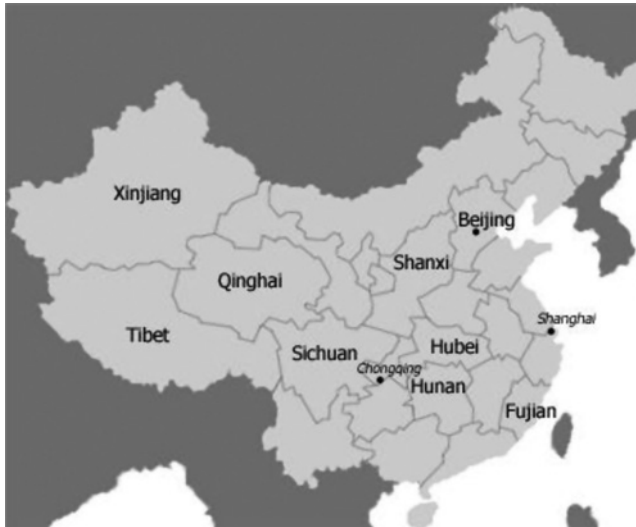 Xinjiang
Beijing
Shanxi
Qinghai
Shanghai
Tibet
Sichuan
Hubei
Chongqing
Hunan
Fujian